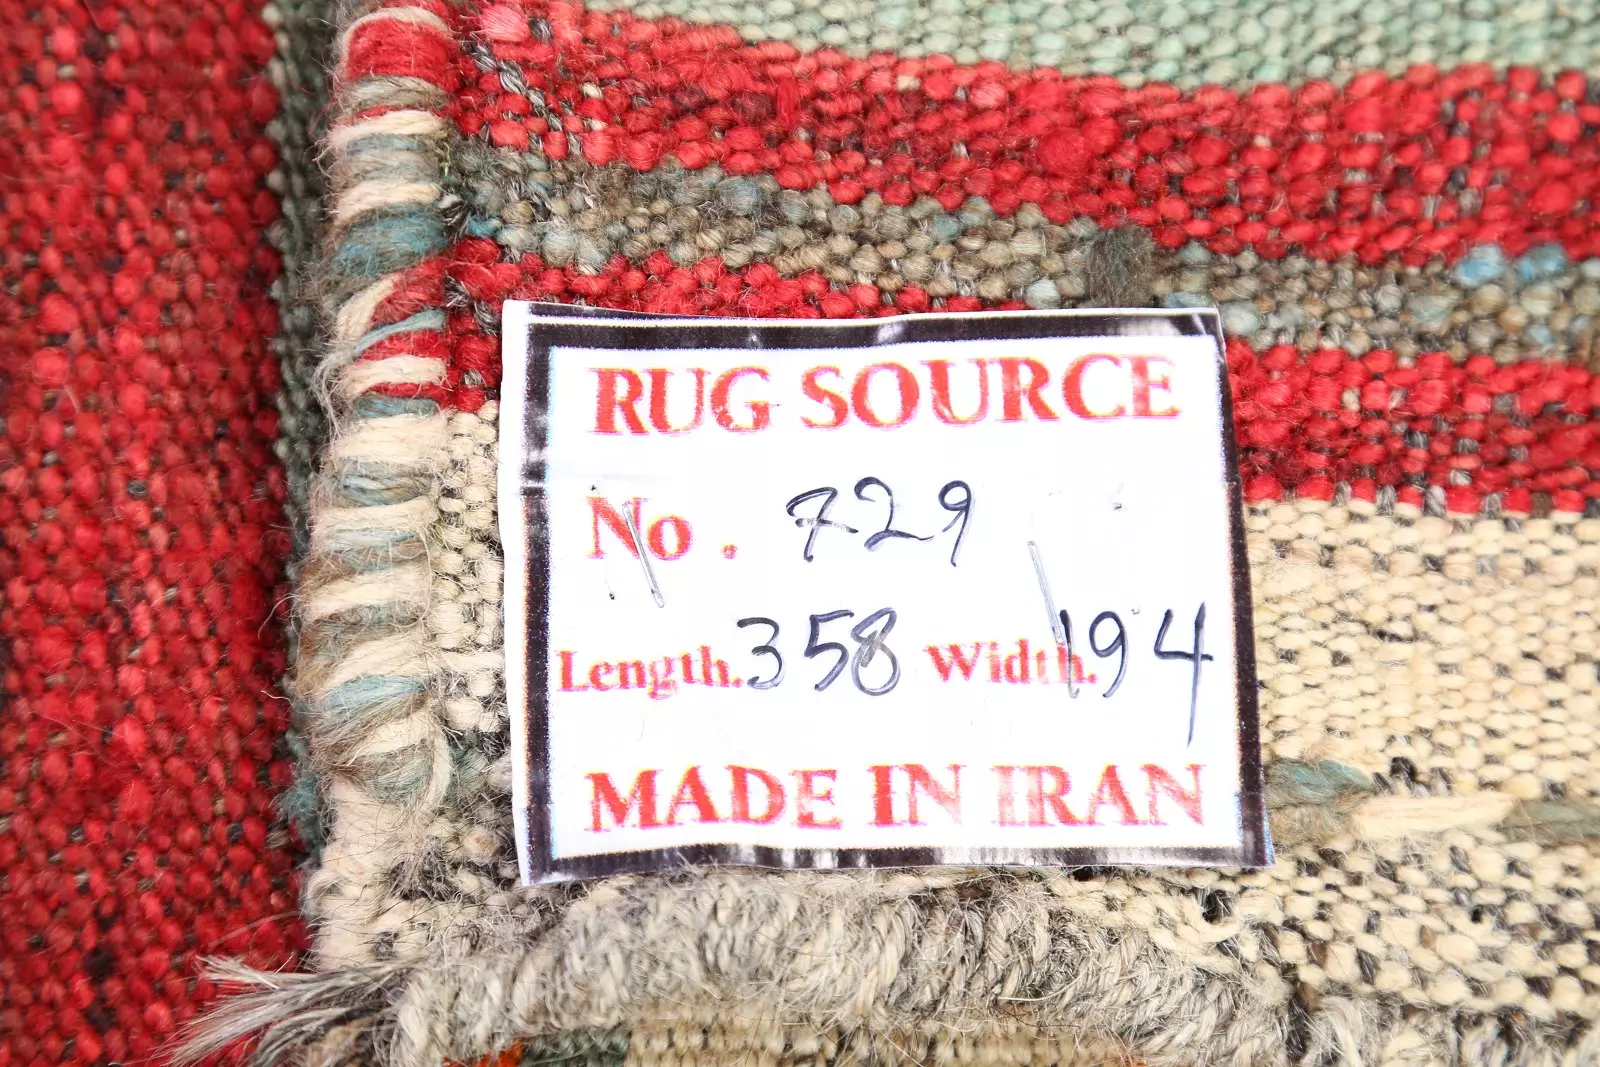 RUG SOURCE
No. 729
Length. 358 Width. 194
MADE IN IRAN